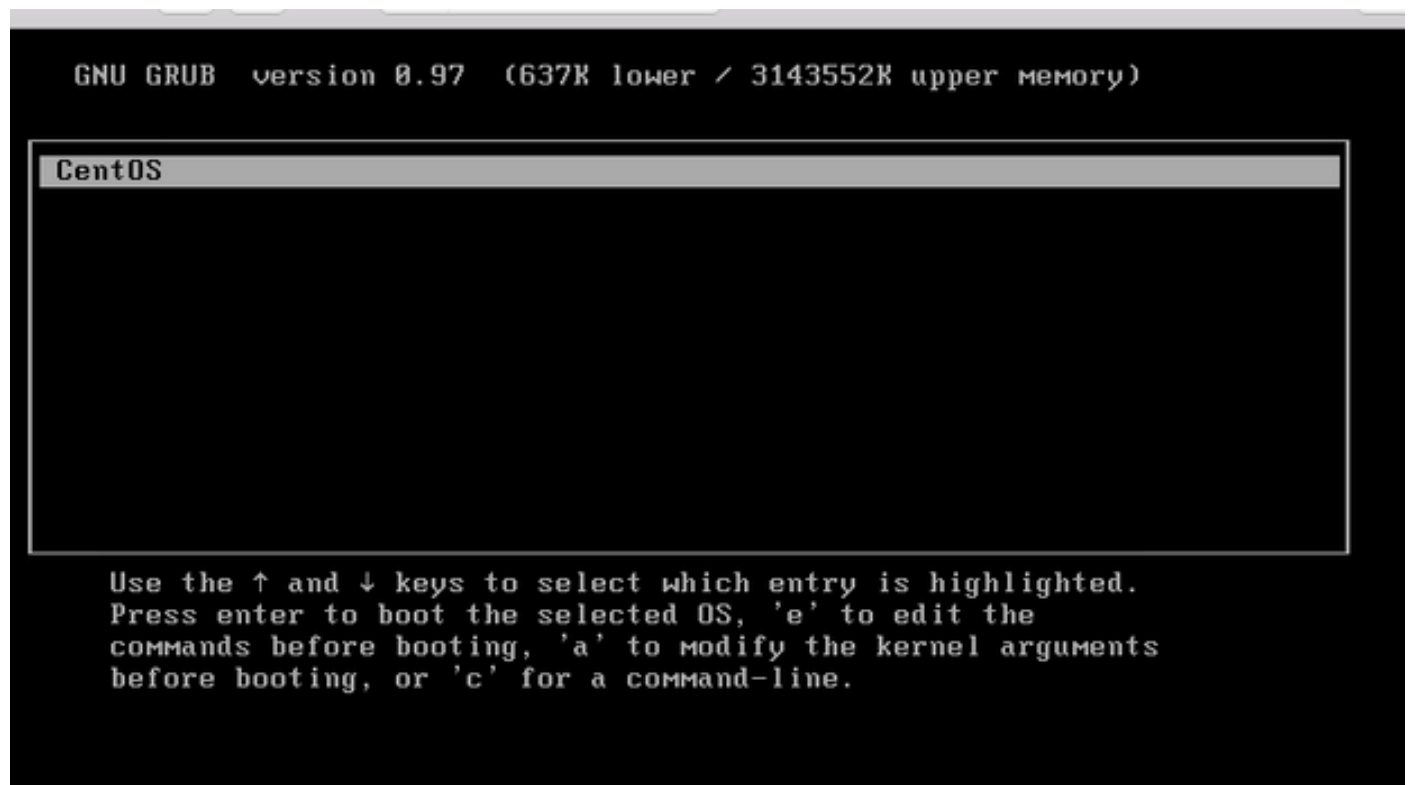 GNU GRUB version 0.97 (637K lower / 3143552K upper memory)
CentOS
Use the ↑ and ↓ keys to select which entry is highlighted.
Press enter to boot the selected OS, 'e' to edit the
commands before booting, 'a' to modify the kernel arguments
before booting, or 'c' for a command-line.